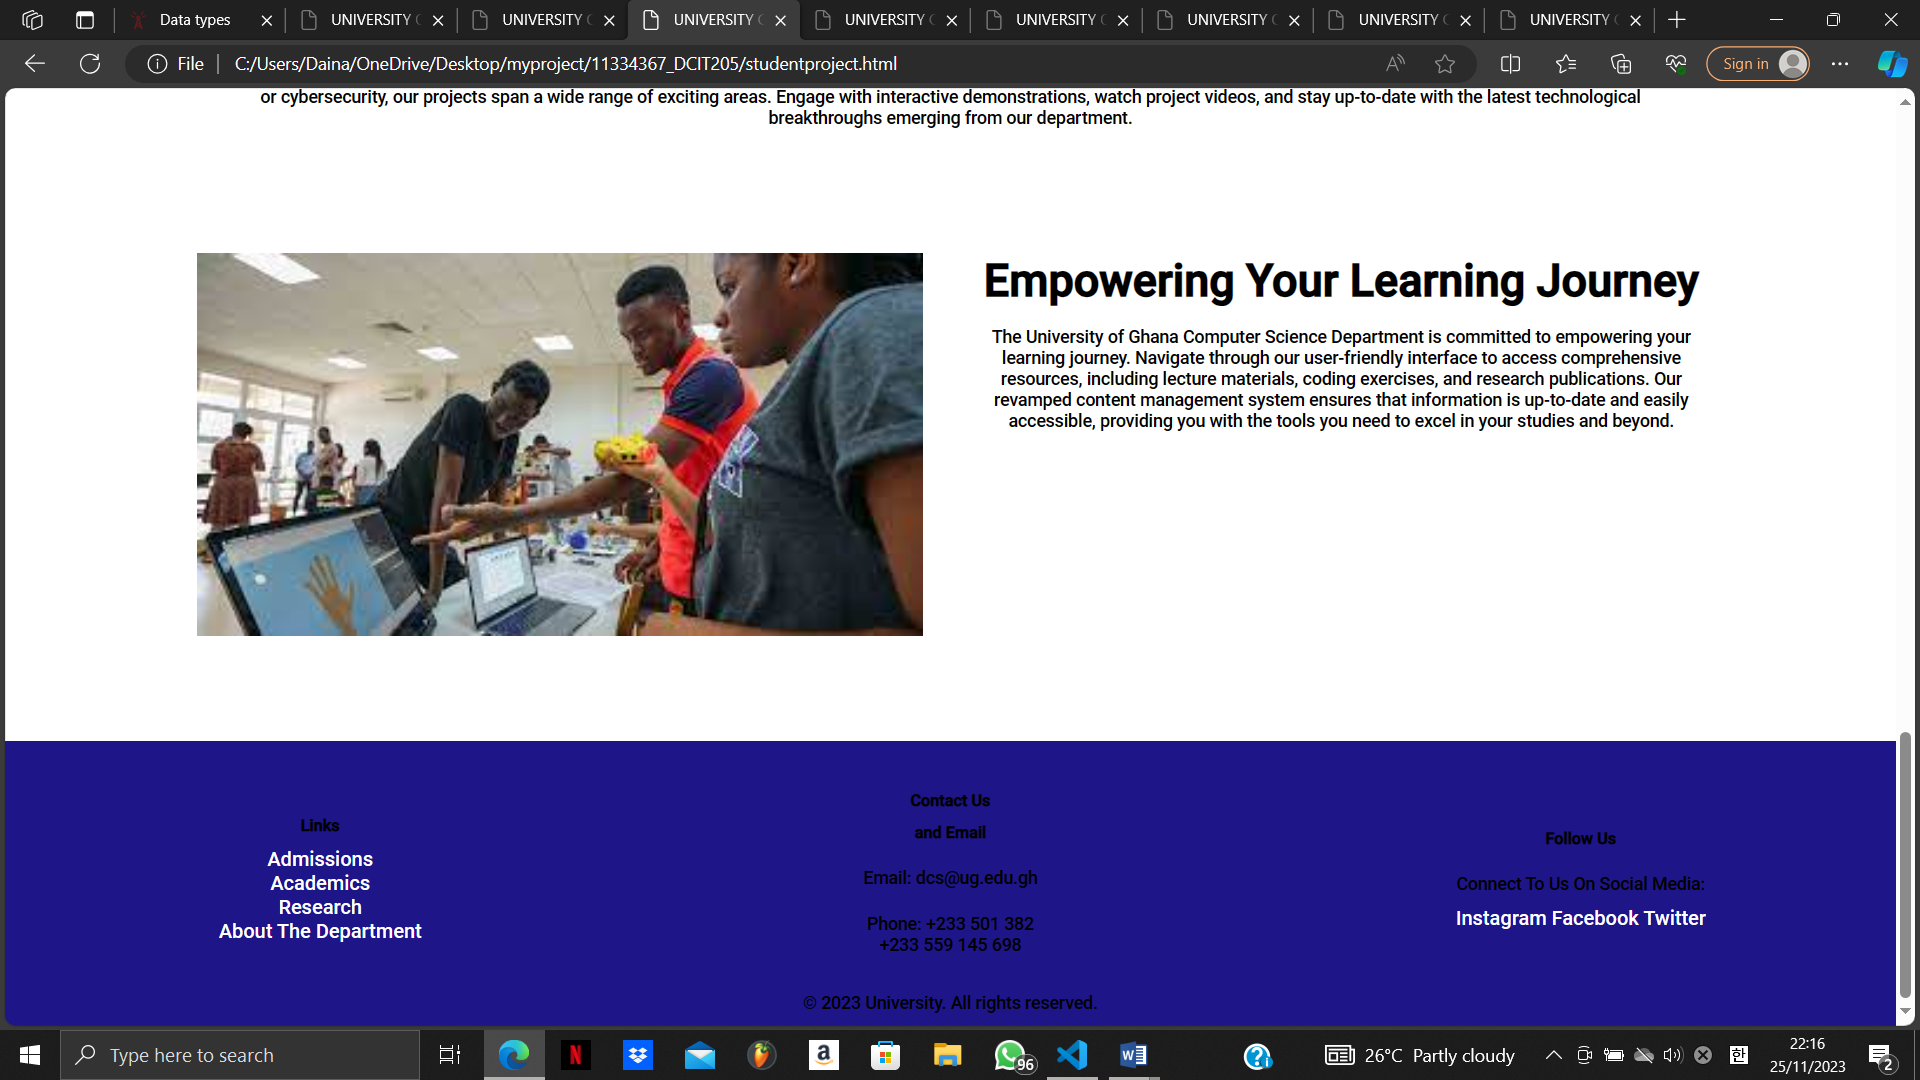 Data types
UNIVERSITY
UNIVERSITY
UNIVERSITY
UNIVERSITY
UNIVERSITY
UNIVERSITY
UNIVERSITY
UNIVERSITY
File
C:/Users/Daina/OneDrive/Desktop/myproject/11334367_DCIT205/studentproject.html
Sign in
or cybersecurity, our projects span a wide range of exciting areas. Engage with interactive demonstrations, watch project videos, and stay up-to-date with the latest technological
breakthroughs emerging from our department.
Empowering Your Learning Journey
The University of Ghana Computer Science Department is committed to empowering your
learning journey. Navigate through our user-friendly interface to access comprehensive
resources, including lecture materials, coding exercises, and research publications. Our
revamped content management system ensures that information is up-to-date and easily
accessible, providing you with the tools you need to excel in your studies and beyond.
Links
Admissions
Academics
Research
About The Department
Contact Us
and Email
Email: dcs@ug.edu.gh
Phone: +233 501 382
+233 559 145 698
Follow Us
Connect To Us On Social Media:
Instagram Facebook Twitter
© 2023 University. All rights reserved.
Type here to search
96
26°C Partly cloudy
한
22:16
25/11/2023
2